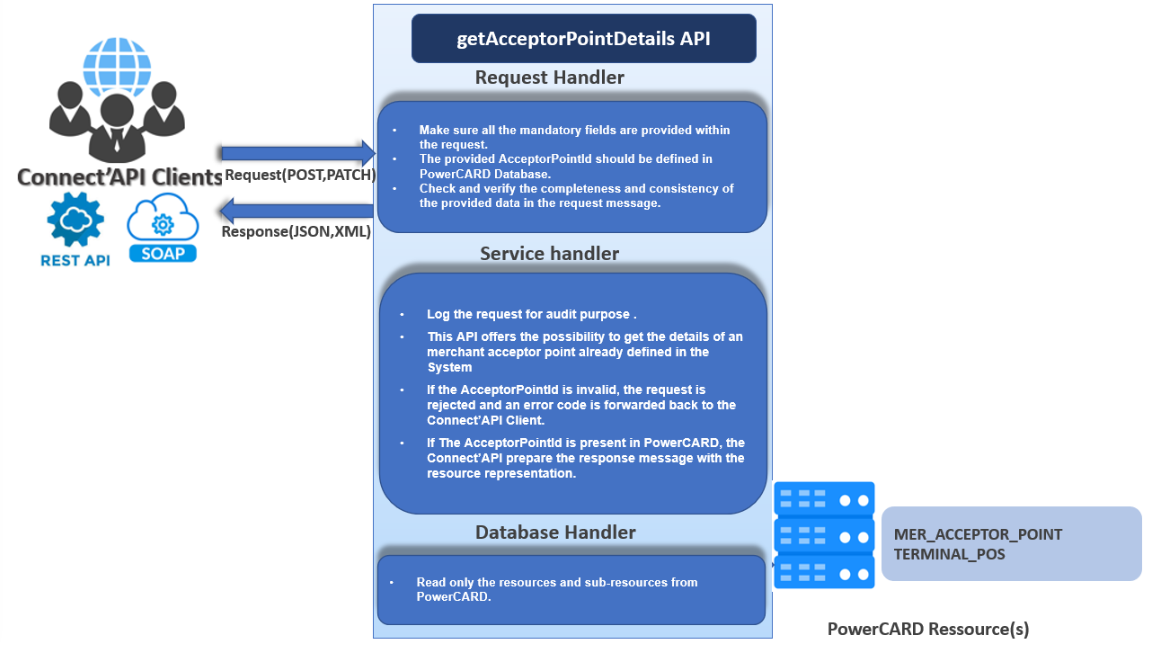 getAcceptorPointDetails API
Request Handler
• Make sure all the mandatory fields are provided within
the request.
• The provided AcceptorPointId should be defined in
PowerCARD Database.
• Check and verify the completeness and consistency of
the provided data in the request message.
Connect'API Clients
Request(POST,PATCH)
Response(JSON,XML)
REST API
SOAP
Service handler
• Log the request for audit purpose .
• This API offers the possibility to get the details of an
merchant acceptor point already defined in the
System
• If the AcceptorPointId is invalid, the request is
rejected and an error code is forwarded back to the
Connect'API Client.
• If The AcceptorPointId is present in PowerCARD, the
Connect'API prepare the response message with the
resource representation.
Database Handler
• Read only the resources and sub-resources from
PowerCARD.
MER_ACCEPTOR_POINT
TERMINAL_POS
PowerCARD Ressource(s)